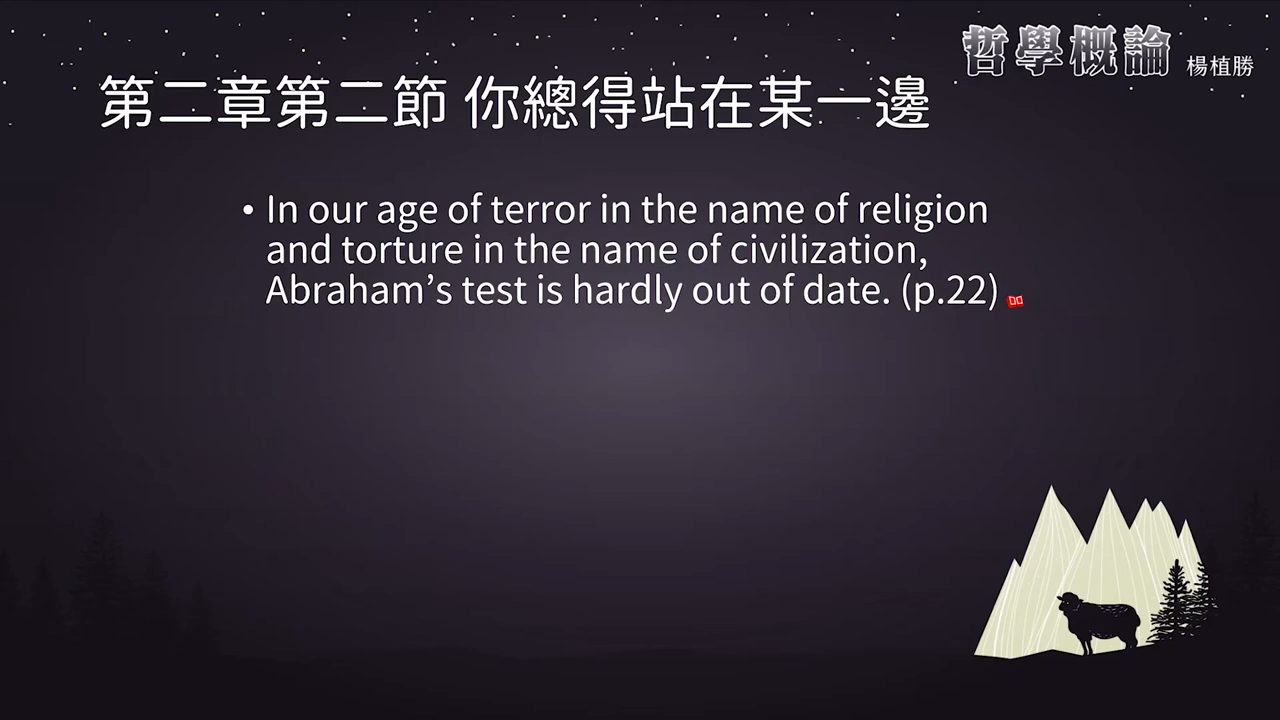 哲學概論 楊植勝
第二章第二節 你總得站在某一邊
• In our age of terror in the name of religion
and torture in the name of civilization,
Abraham’s test is hardly out of date. (p.22)